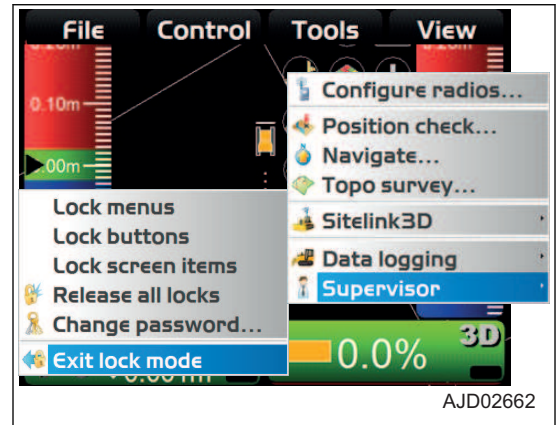 File Control Tools View
0.10m
Configure radios...
Position check...
.00m
Navigate...
Topo survey...
Lock menus
Sitelink3D
Lock buttons
Lock screen items
Data logging
Release all locks
Supervisor
Change password...
Exit lock mode
0.0% 3D
AJD02662